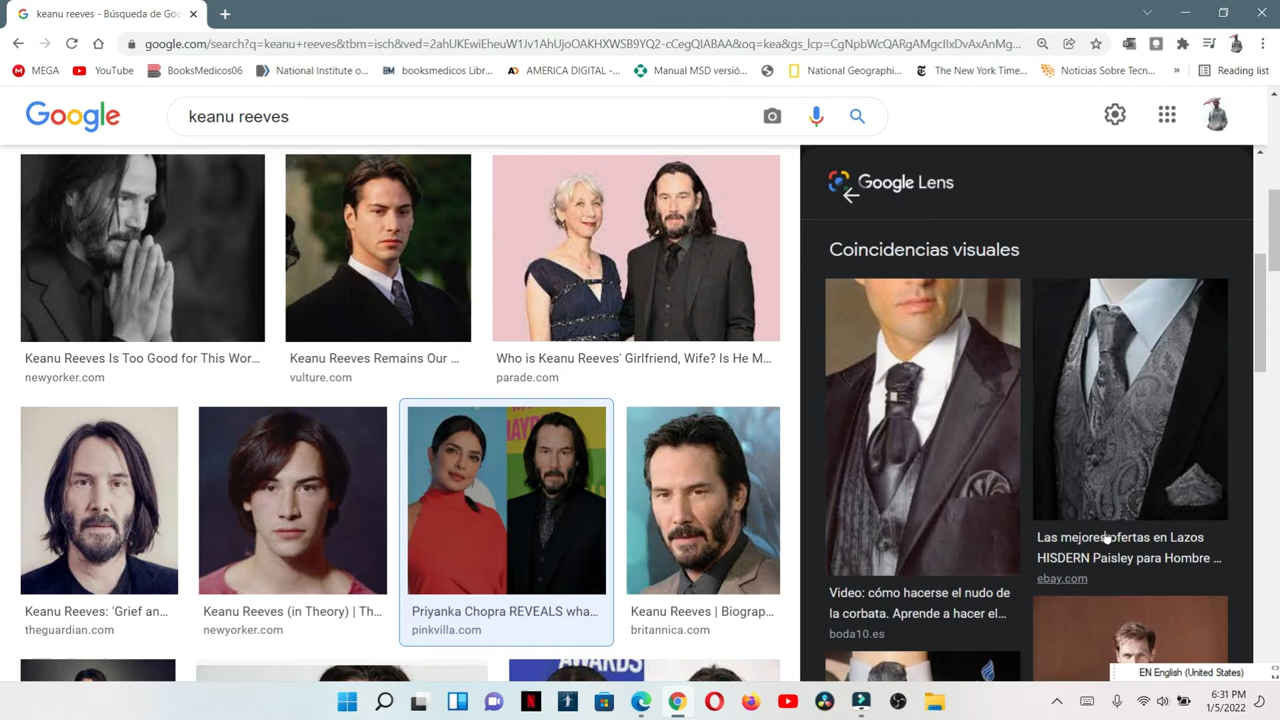 keanu reeves - Búsqueda de Goo
google.com/search?q=keanu+reeves&tbm=isch&ved=2ahUKEwiEheuW1Jv1AhUjoOAKHXWSB9YQ2-cCegQIABAA&oq=kea&gs_lcp=CgNpbWcQARgAMgcIIxDvAxAnMg...
MEGA
YouTube
BooksMedicos06
National Institute o...
booksmedicos Libr...
AMERICA DIGITAL -...
Manual MSD versió...
National Geographi...
The New York Time...
Noticias Sobre Tecn...
»
Reading list
Google
keanu reeves
Keanu Reeves Is Too Good for This Wor...
newyorker.com
Keanu Reeves Remains Our ...
vulture.com
Who is Keanu Reeves' Girlfriend, Wife? Is He M...
parade.com
Keanu Reeves: 'Grief an...
theguardian.com
Keanu Reeves (in Theory) | Th...
newyorker.com
Priyanka Chopra REVEALS wha...
pinkvilla.com
Keanu Reeves | Biograp...
britannica.com
AWARDS
Google Lens
Coincidencias visuales
Video: cómo hacerse el nudo de
la corbata. Aprende a hacer el...
boda10.es
Las mejores ofertas en Lazos
HISDERN Paisley para Hombre ...
ebay.com
EN English (United States)
6:31 PM
1/5/2022